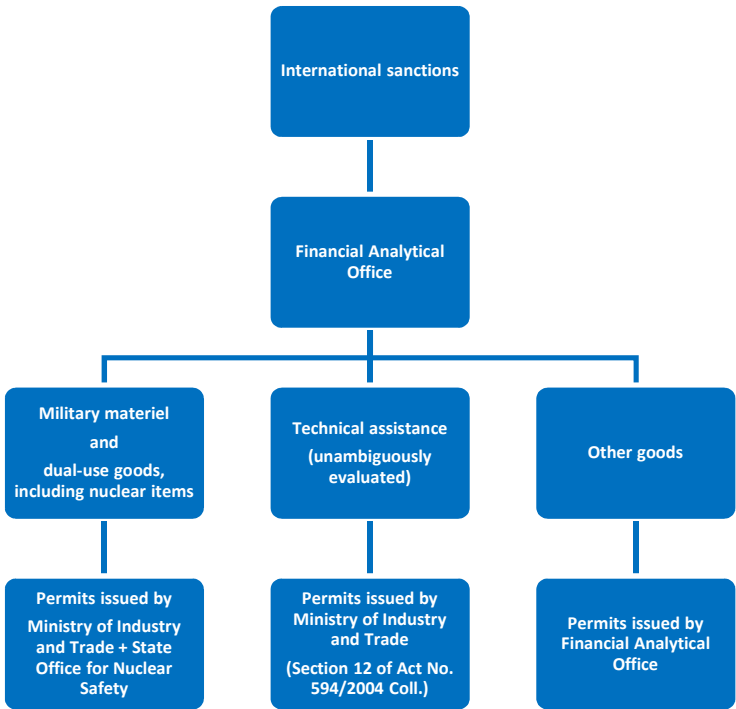 International sanctions
Financial Analytical
Office
Military materiel
and
dual-use goods,
including nuclear items
Technical assistance
(unambiguously
evaluated)
Other goods
Permits issued by
Ministry of Industry
and Trade + State
Office for Nuclear
Safety
Permits issued by
Ministry of Industry
and Trade
(Section 12 of Act No.
594/2004 Coll.)
Permits issued by
Financial Analytical
Office